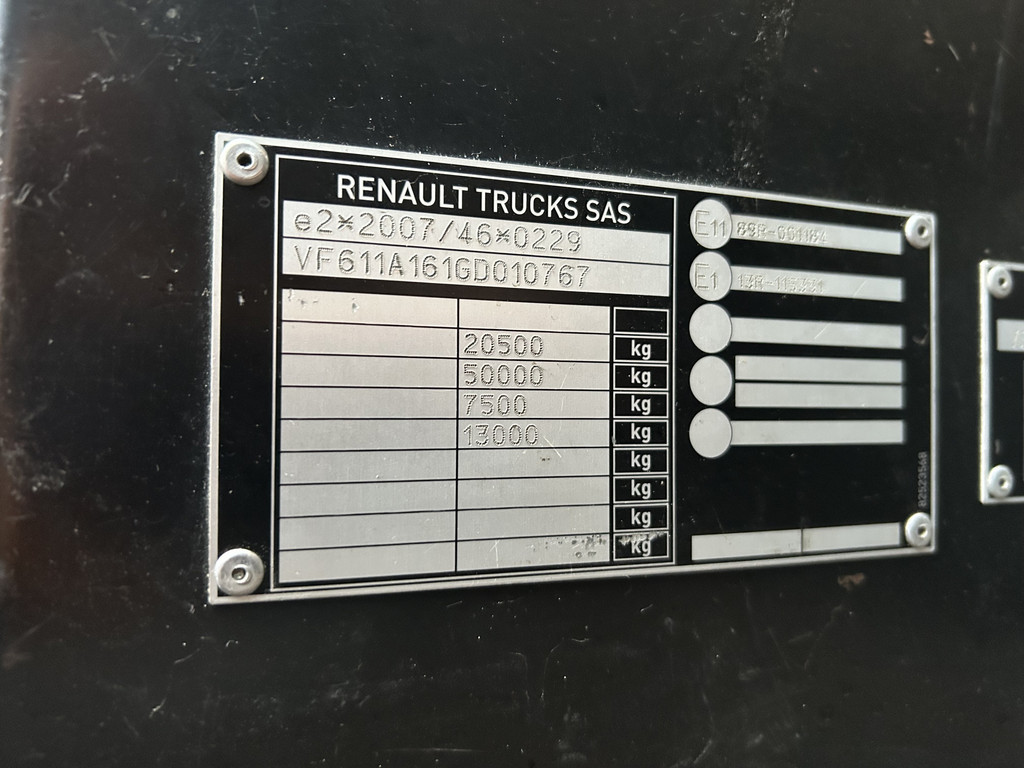 RENAULT TRUCKS SAS
e2*2007/46*0229
VF611A161GD010767
20500 kg
50000 kg
7500 kg
13000 kg
kg
kg
kg
kg
E11
E1
82523568